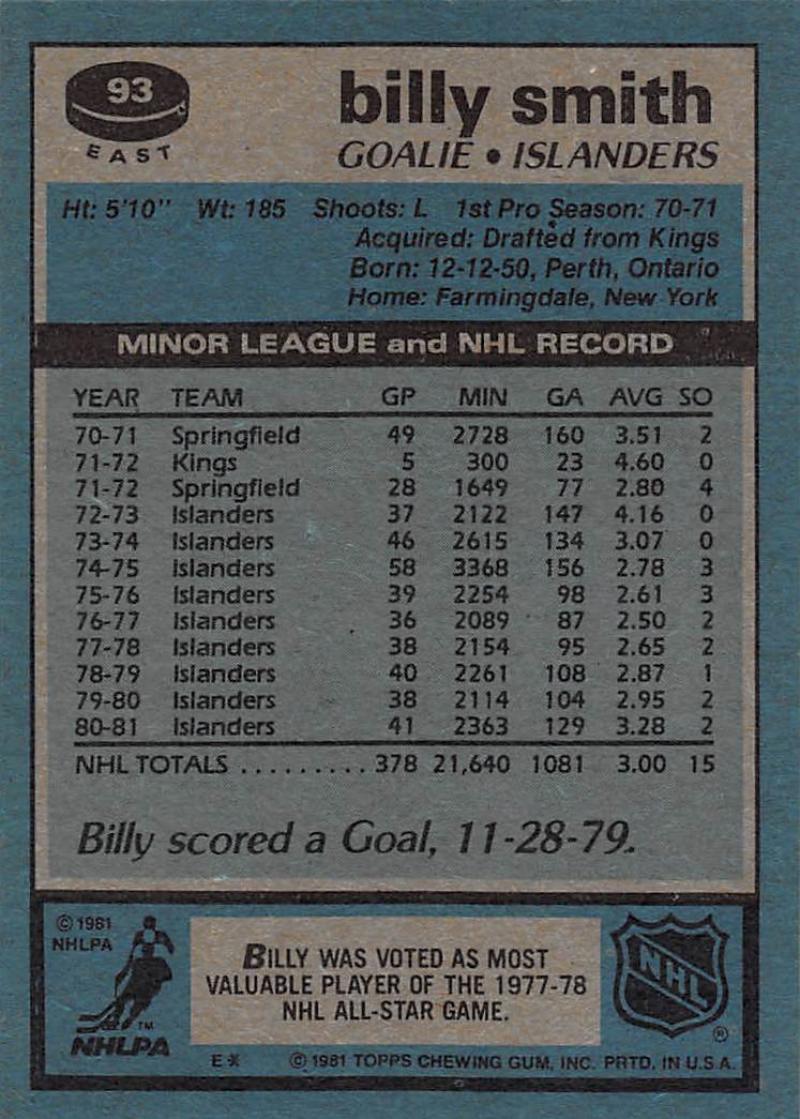 93
EAST
billy smith
GOALIE • ISLANDERS
Ht: 5'10" Wt: 185 Shoots: L 1st Pro Season: 70-71
Acquired: Drafted from Kings
Born: 12-12-50, Perth, Ontario
Home: Farmingdale, New York
MINOR LEAGUE and NHL RECORD
YEAR TEAM GP MIN GA AVG SO
70-71 Springfield 49 2728 160 3.51 2
71-72 Kings 5 300 23 4.60 0
71-72 Springfield 28 1649 77 2.80 4
72-73 Islanders 37 2122 147 4.16 0
73-74 Islanders 46 2615 134 3.07 0
74-75 Islanders 58 3368 156 2.78 3
75-76 Islanders 39 2254 98 2.61 3
76-77 Islanders 36 2089 87 2.50 2
77-78 Islanders 38 2154 95 2.65 2
78-79 Islanders 40 2261 108 2.87 1
79-80 Islanders 38 2114 104 2.95 2
80-81 Islanders 41 2363 129 3.28 2
NHL TOTALS .......... 378 21,640 1081 3.00 15
Billy scored a Goal, 11-28-79.
© 1981
NHLPA
TM
NHLPA
BILLY WAS VOTED AS MOST
VALUABLE PLAYER OF THE 1977-78
NHL ALL-STAR GAME.
NHL
®
E* © 1981 TOPPS CHEWING GUM, INC. PRTD. IN U.S.A.